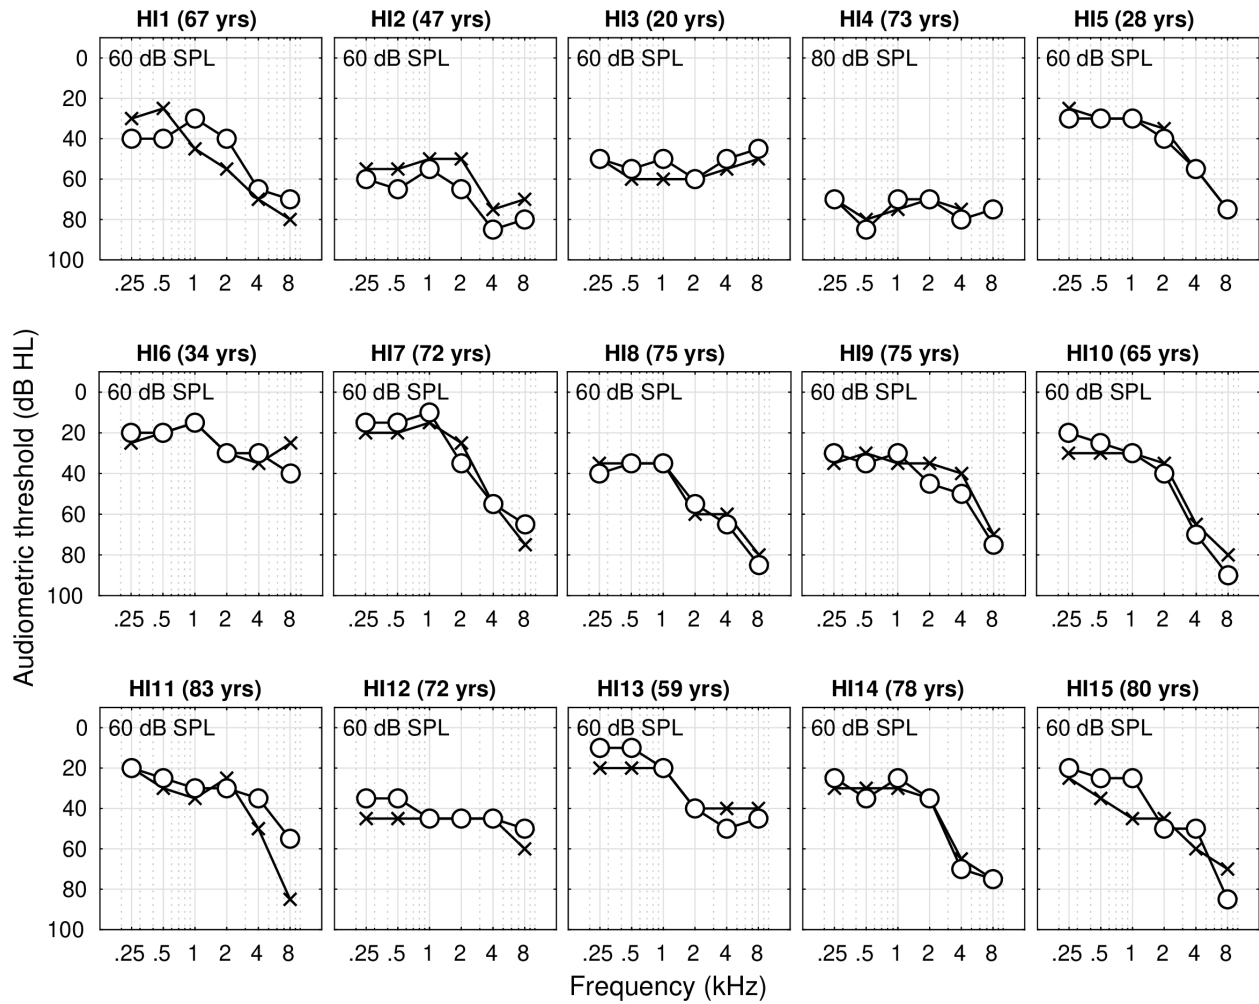 HI1 (67 yrs) HI2 (47 yrs) HI3 (20 yrs) HI4 (73 yrs) HI5 (28 yrs)
0 60 dB SPL 60 dB SPL 60 dB SPL 80 dB SPL 60 dB SPL
20
40
60
80
100
.25 .5 1 2 4 8 .25 .5 1 2 4 8 .25 .5 1 2 4 8 .25 .5 1 2 4 8 .25 .5 1 2 4 8
Audiometric threshold (dB HL)
HI6 (34 yrs) HI7 (72 yrs) HI8 (75 yrs) HI9 (75 yrs) HI10 (65 yrs)
0 60 dB SPL 60 dB SPL 60 dB SPL 60 dB SPL 60 dB SPL
20
40
60
80
100
.25 .5 1 2 4 8 .25 .5 1 2 4 8 .25 .5 1 2 4 8 .25 .5 1 2 4 8 .25 .5 1 2 4 8
HI11 (83 yrs) HI12 (72 yrs) HI13 (59 yrs) HI14 (78 yrs) HI15 (80 yrs)
0 60 dB SPL 60 dB SPL 60 dB SPL 60 dB SPL 60 dB SPL
20
40
60
80
100
.25 .5 1 2 4 8 .25 .5 1 2 4 8 .25 .5 1 2 4 8 .25 .5 1 2 4 8 .25 .5 1 2 4 8
Frequency (kHz)